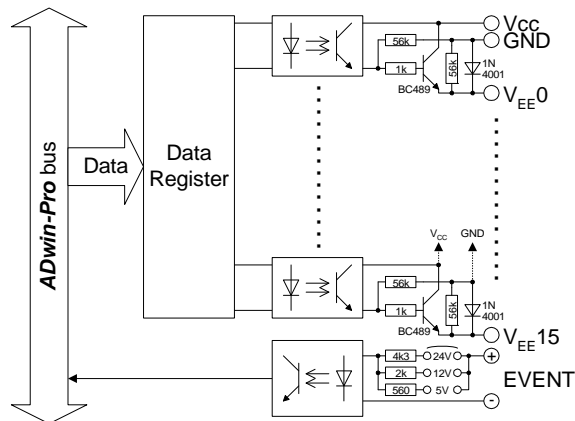 Vcc
GND
56k
1k
56k
1N
4001
BC489
VEE0
ADwin-Pro bus
Data
Data
Register
VCC
GND
56k
1k
56k
1N
4001
BC489
VEE15
4k3
24V
+
2k
12V
EVENT
560
5V
-